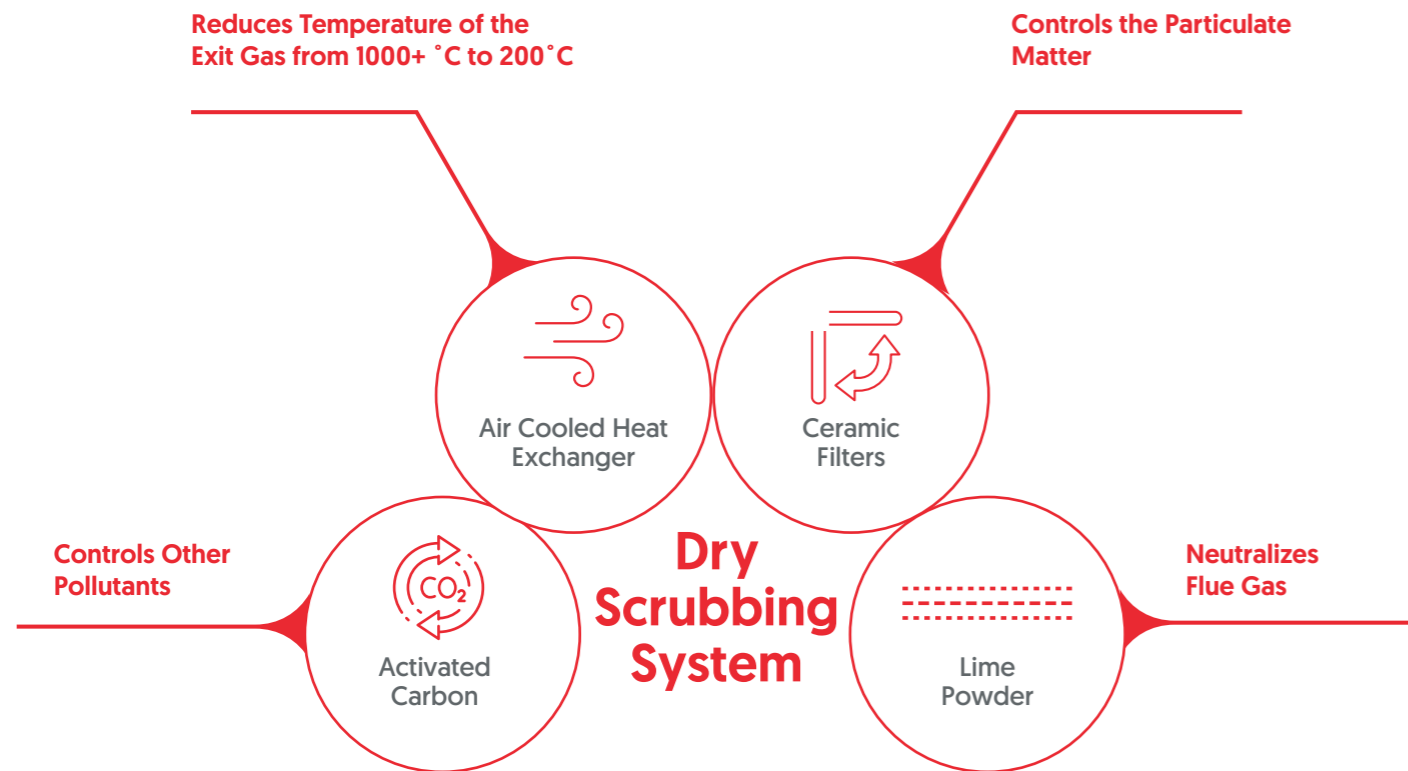 Reduces Temperature of the
Exit Gas from 1000+ ˚C to 200˚C
Controls the Particulate
Matter
Air Cooled Heat
Exchanger
Ceramic
Filters
Controls Other
Pollutants
CO₂
Activated
Carbon
Dry
Scrubbing
System
Lime
Powder
Neutralizes
Flue Gas